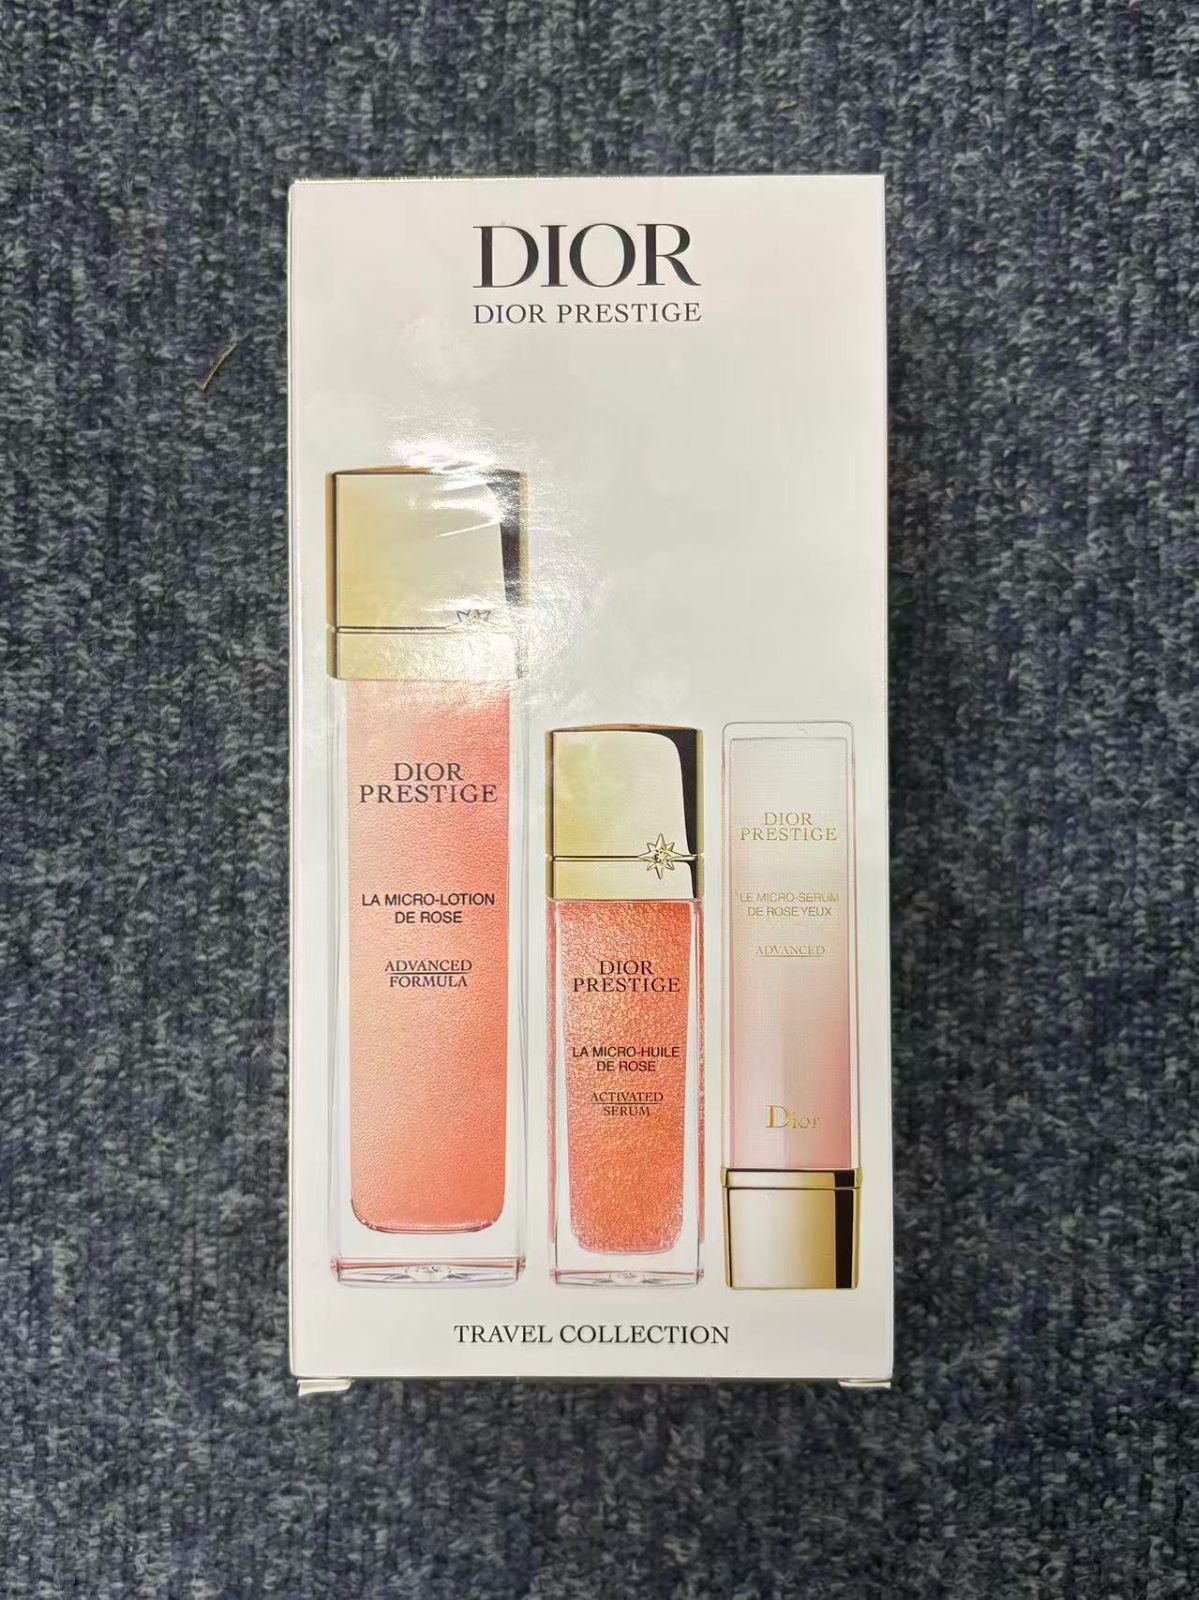 DIOR
DIOR PRESTIGE
DIOR
PRESTIGE
LA MICRO-LOTION
DE ROSE
ADVANCED
FORMULA
DIOR
PRESTIGE
LA MICRO-HUILE
DE ROSE
ACTIVATED
SERUM
DIOR
PRESTIGE
LE MICRO-SERUM
DE ROSE YEUX
ADVANCED
Dior
TRAVEL COLLECTION